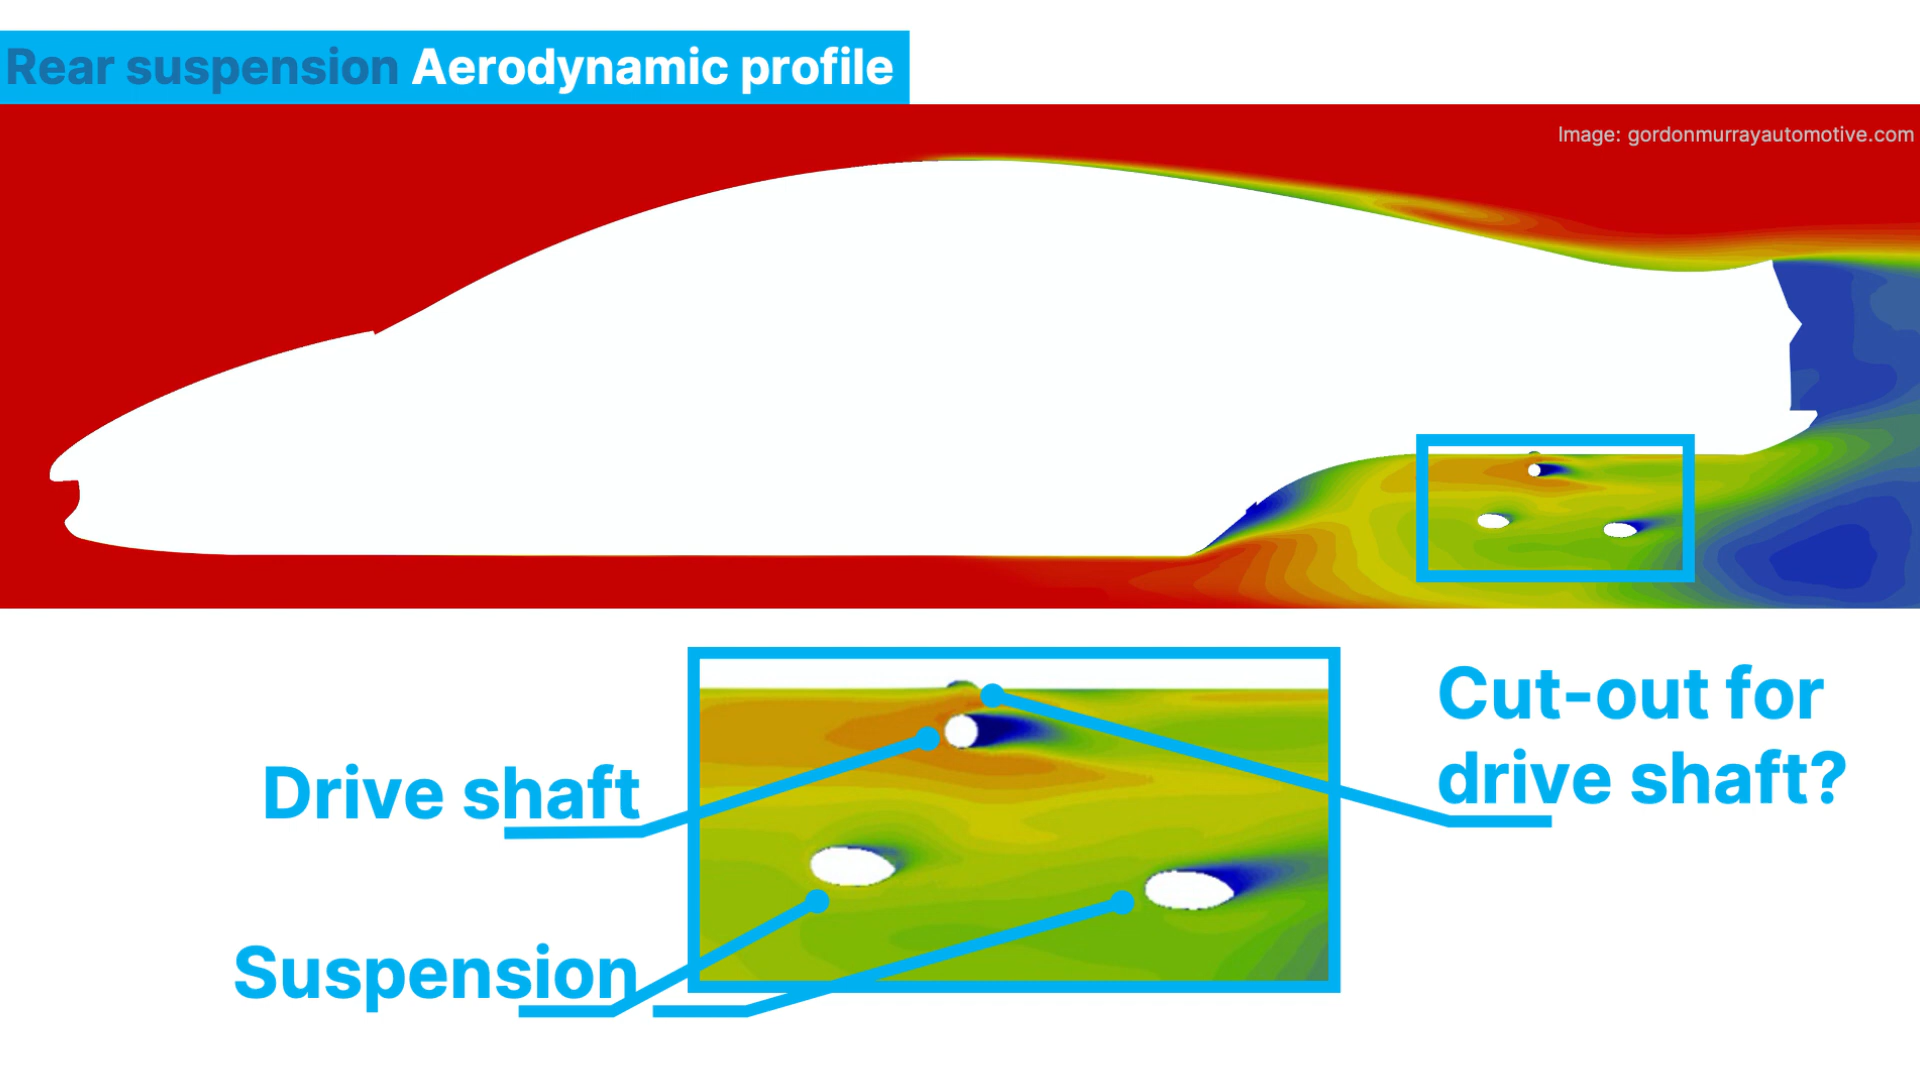 Rear suspension Aerodynamic profile
Image: gordonmurrayautomotive.com
Cut-out for
drive shaft?
Drive shaft
Suspension